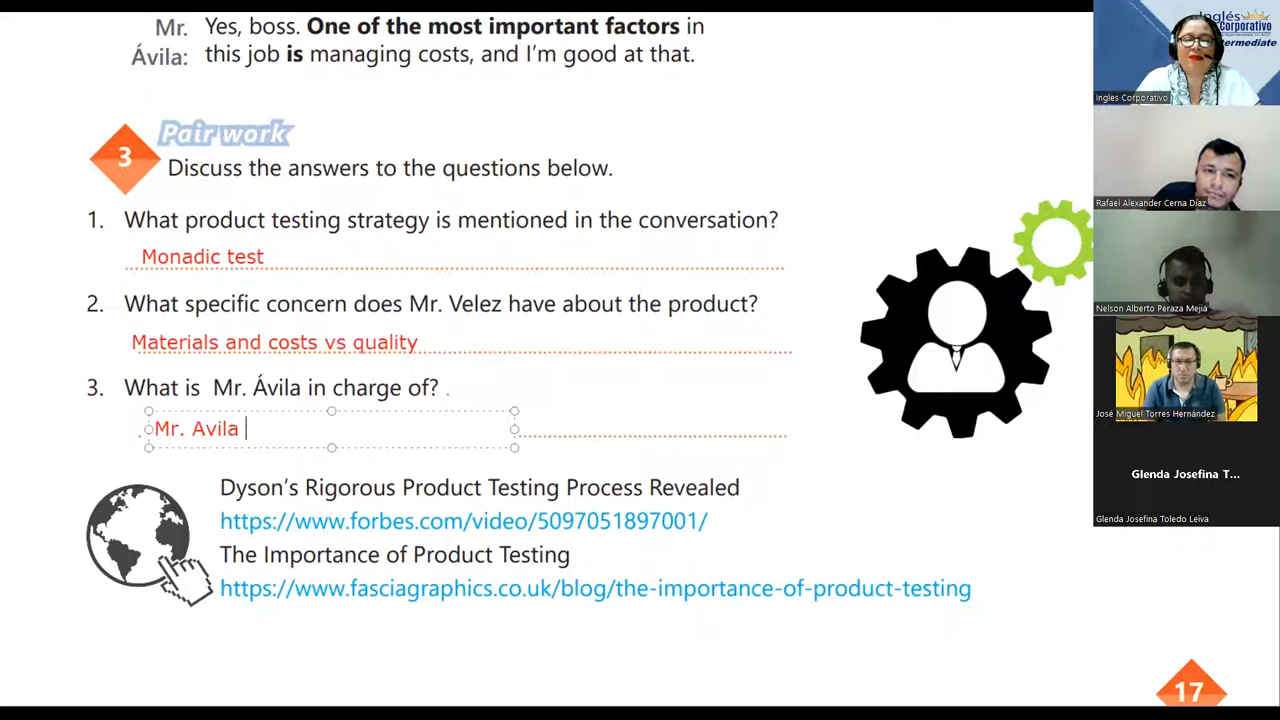 Mr. Yes, boss. One of the most important factors in
Ávila: this job is managing costs, and I'm good at that.
Inglés
Corporativo
Intermediate
Ingles Corporativo
Pair work
3
Discuss the answers to the questions below.
Rafael Alexander Cerna Díaz
1. What product testing strategy is mentioned in the conversation?
Monadic test
2. What specific concern does Mr. Velez have about the product?
Nelson Alberto Peraza Mejia
Materials and costs vs quality
3. What is Mr. Ávila in charge of?
José Miguel Torres Hernández
Mr. Avila
Glenda Josefina T...
Dyson's Rigorous Product Testing Process Revealed
Glenda Josefina Toledo Leiva
https://www.forbes.com/video/5097051897001/
The Importance of Product Testing
https://www.fasciagraphics.co.uk/blog/the-importance-of-product-testing
17